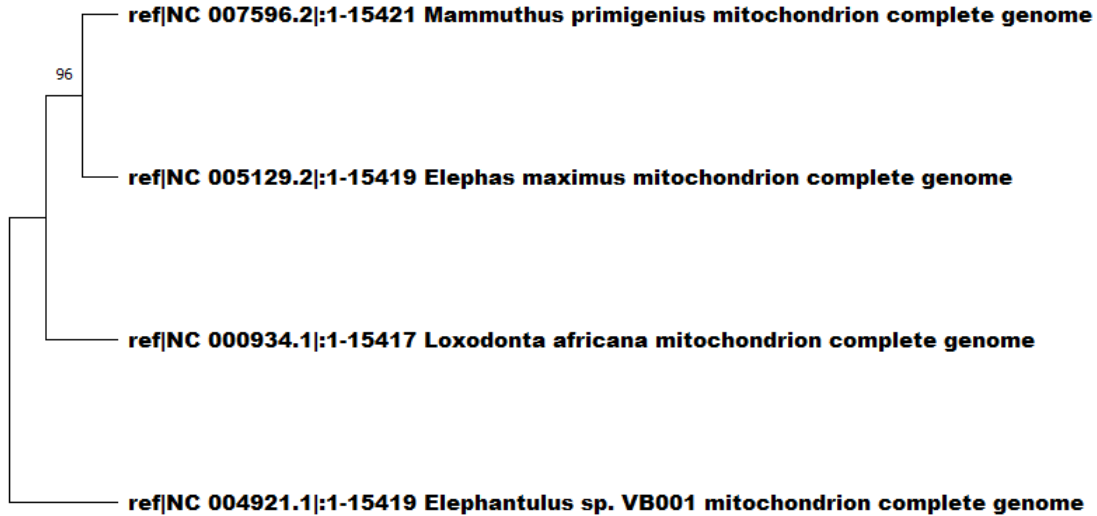 ref|NC 007596.2|:1-15421 Mammuthus primigenius mitochondrion complete genome
96
ref|NC 005129.2|:1-15419 Elephas maximus mitochondrion complete genome
ref|NC 000934.1|:1-15417 Loxodonta africana mitochondrion complete genome
ref|NC 004921.1|:1-15419 Elephantulus sp. VB001 mitochondrion complete genome